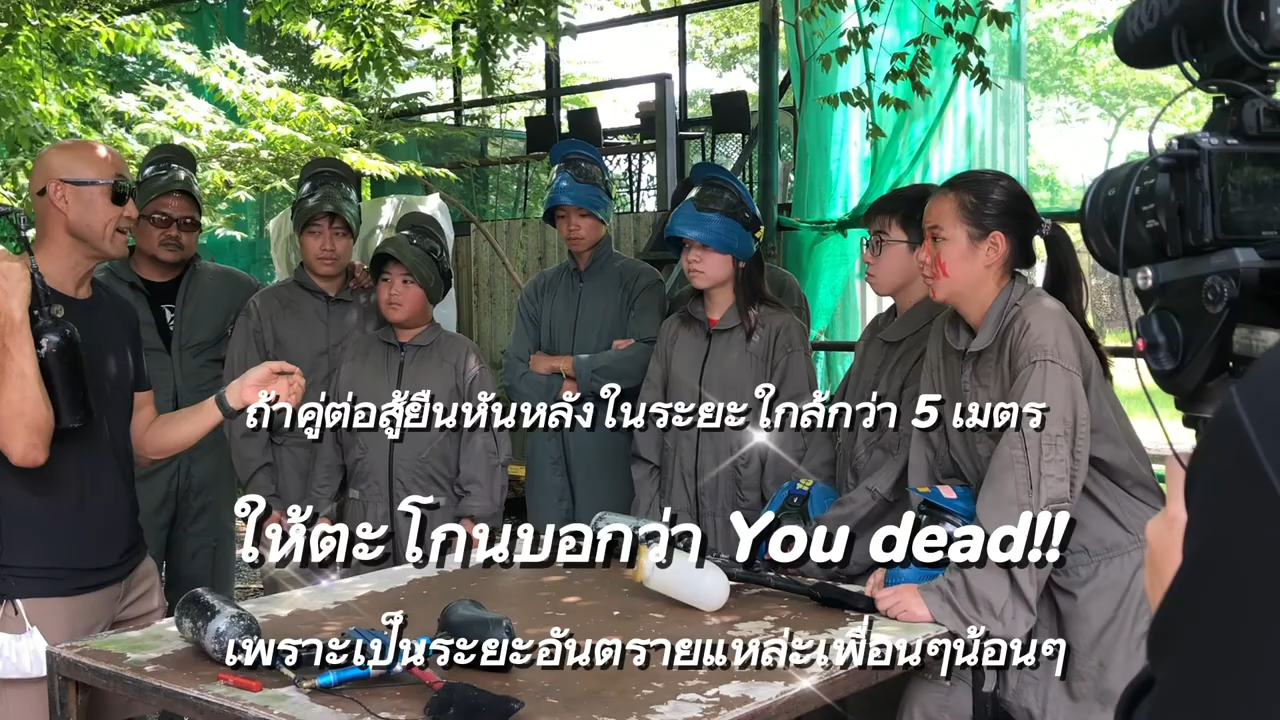 ถ้าคู่ต่อสู้ยืนหันหลังในระยะใกล้กว่า 5 เมตร
ให้ตะโกนบอกว่า You dead!!
เพราะเป็นระยะอันตรายแหล่ะเพื่อนๆน้อนๆ